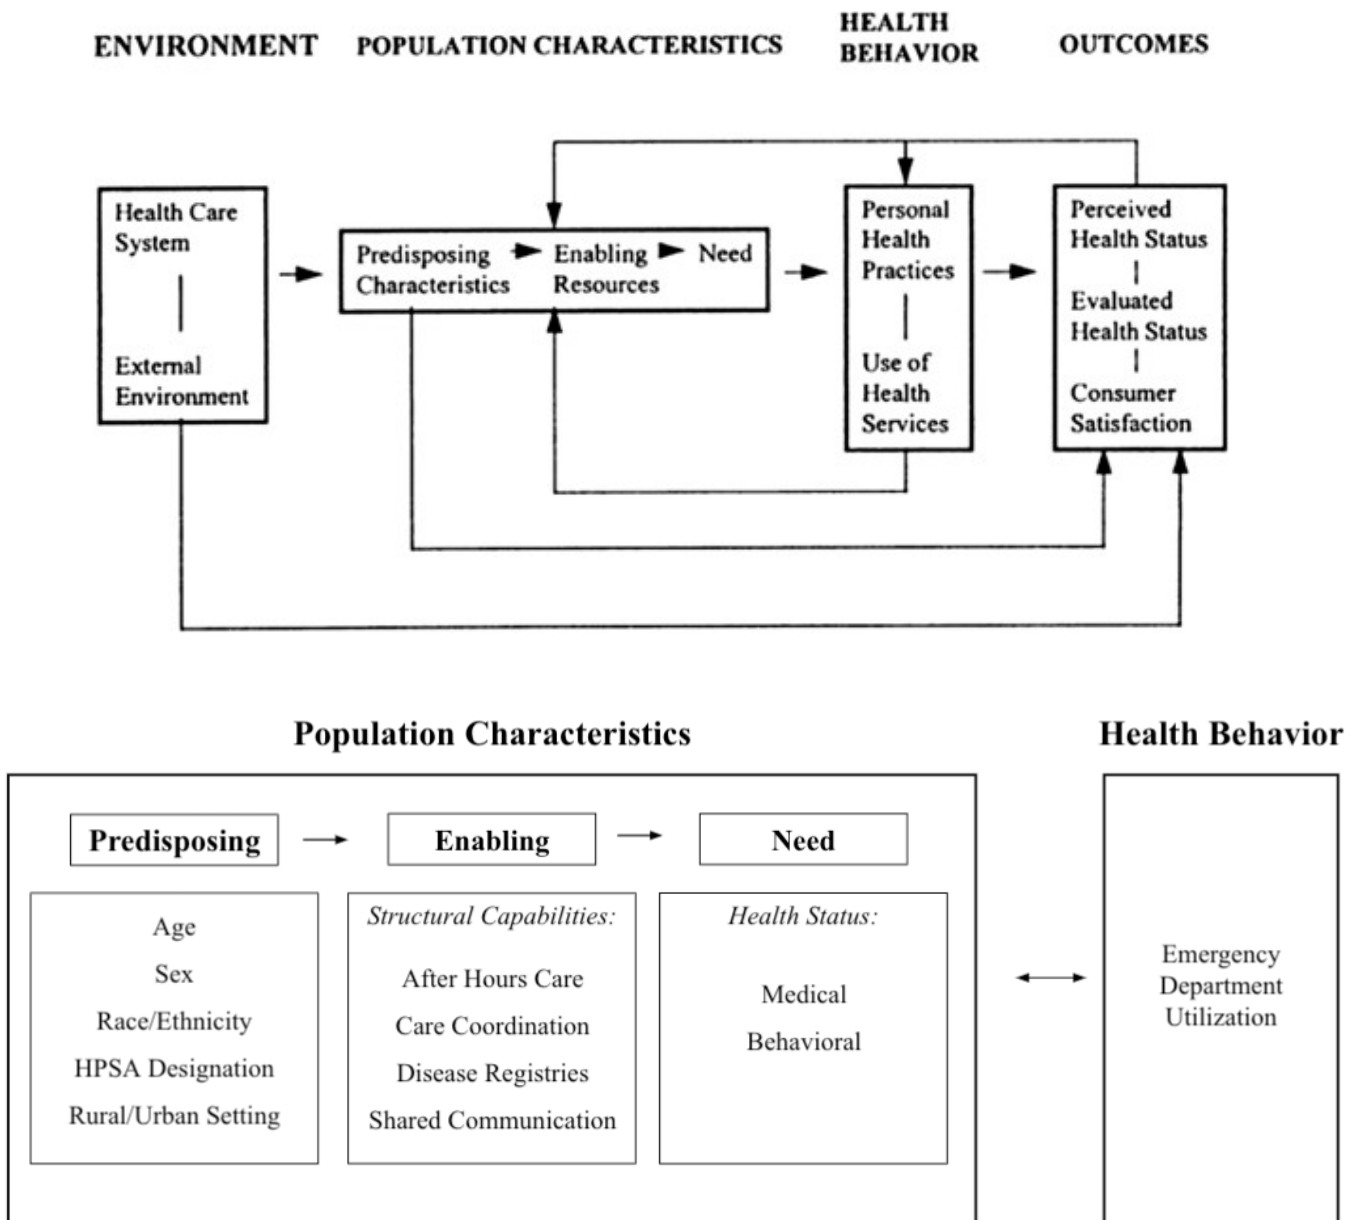 ENVIRONMENT
POPULATION CHARACTERISTICS
HEALTH
BEHAVIOR
OUTCOMES
Health Care
System
External
Environment
Predisposing
Characteristics
Enabling
Resources
Need
Personal
Health
Practices
Use of
Health
Services
Perceived
Health Status
Evaluated
Health Status
Consumer
Satisfaction
Population Characteristics
Health Behavior
Predisposing
Enabling
Need
Age
Sex
Race/Ethnicity
HPSA Designation
Rural/Urban Setting
Structural Capabilities:
After Hours Care
Care Coordination
Disease Registries
Shared Communication
Health Status:
Medical
Behavioral
Emergency
Department
Utilization